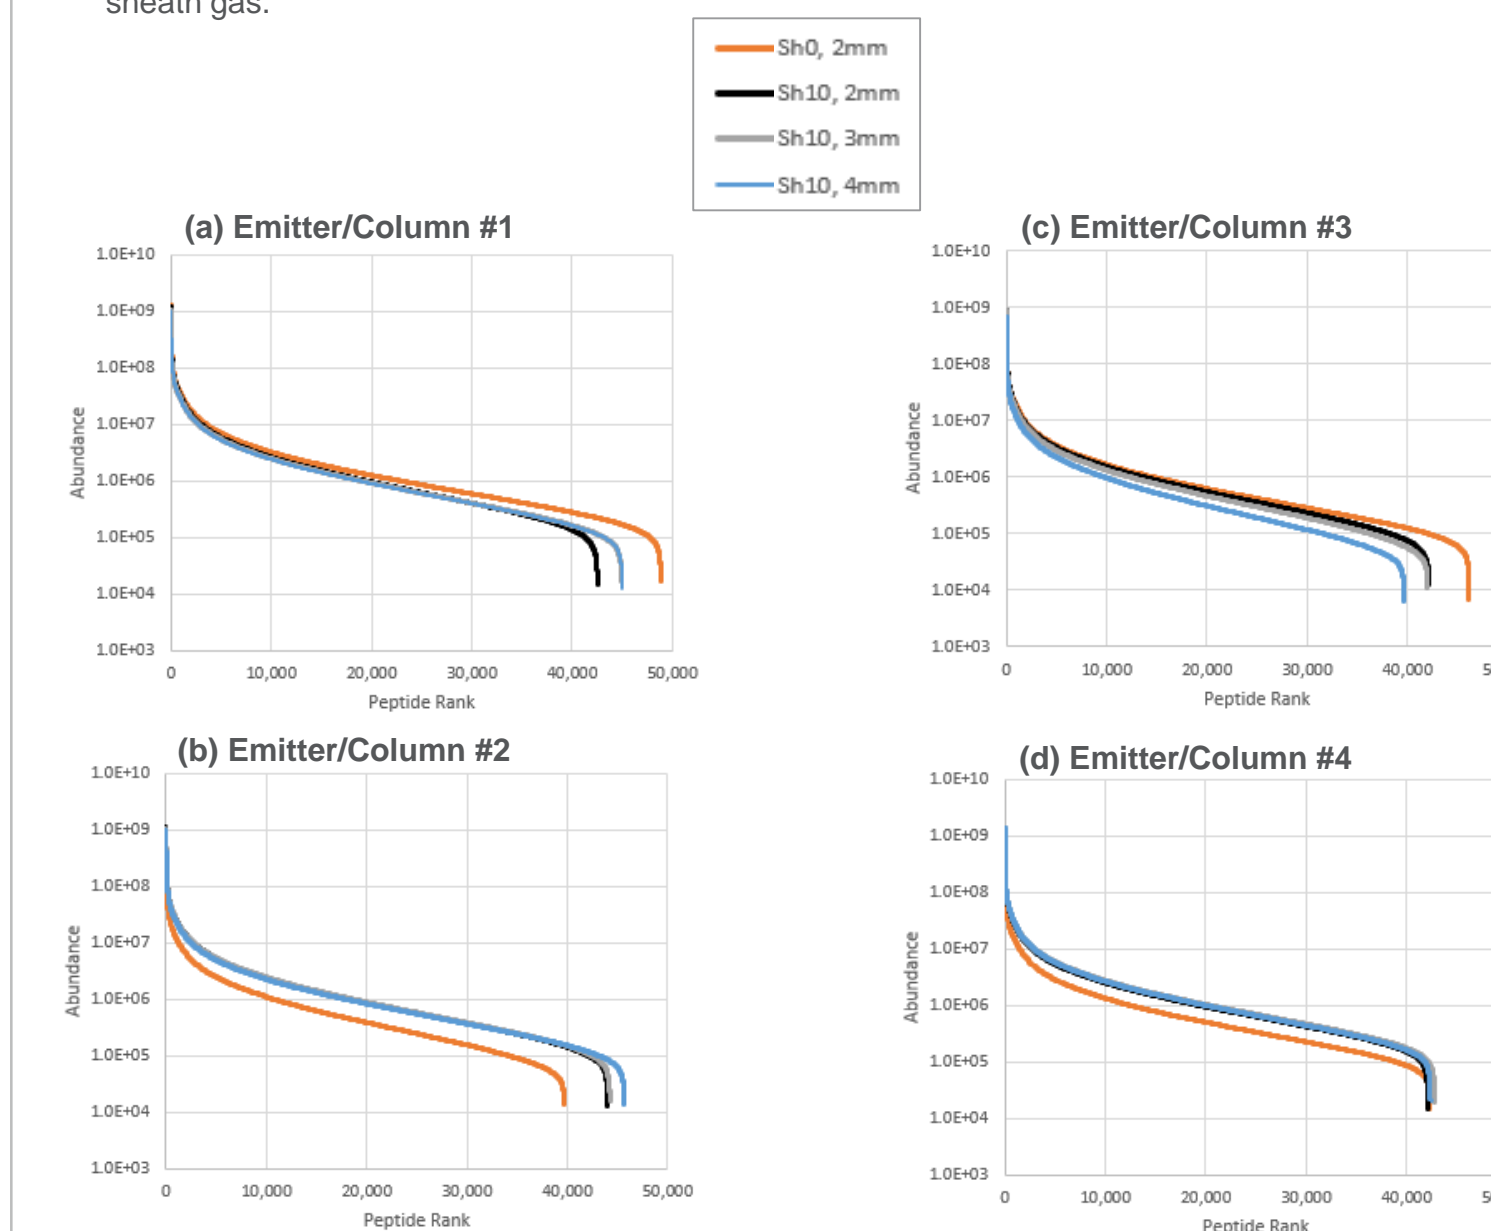 sheath gas.
Sh0, 2mm
Sh10, 2mm
Sh10, 3mm
Sh10, 4mm
(a) Emitter/Column #1
1.0E+10
1.0E+09
1.0E+08
1.0E+07
1.0E+06
1.0E+05
1.0E+04
1.0E+03
Abundance
0 10,000 20,000 30,000 40,000 50,000
Peptide Rank
(b) Emitter/Column #2
1.0E+10
1.0E+09
1.0E+08
1.0E+07
1.0E+06
1.0E+05
1.0E+04
1.0E+03
Abundance
0 10,000 20,000 30,000 40,000 50,000
Peptide Rank
(c) Emitter/Column #3
1.0E+10
1.0E+09
1.0E+08
1.0E+07
1.0E+06
1.0E+05
1.0E+04
1.0E+03
Abundance
0 10,000 20,000 30,000 40,000
Peptide Rank
(d) Emitter/Column #4
1.0E+10
1.0E+09
1.0E+08
1.0E+07
1.0E+06
1.0E+05
1.0E+04
1.0E+03
Abundance
0 10,000 20,000 30,000 40,000
Peptide Rank